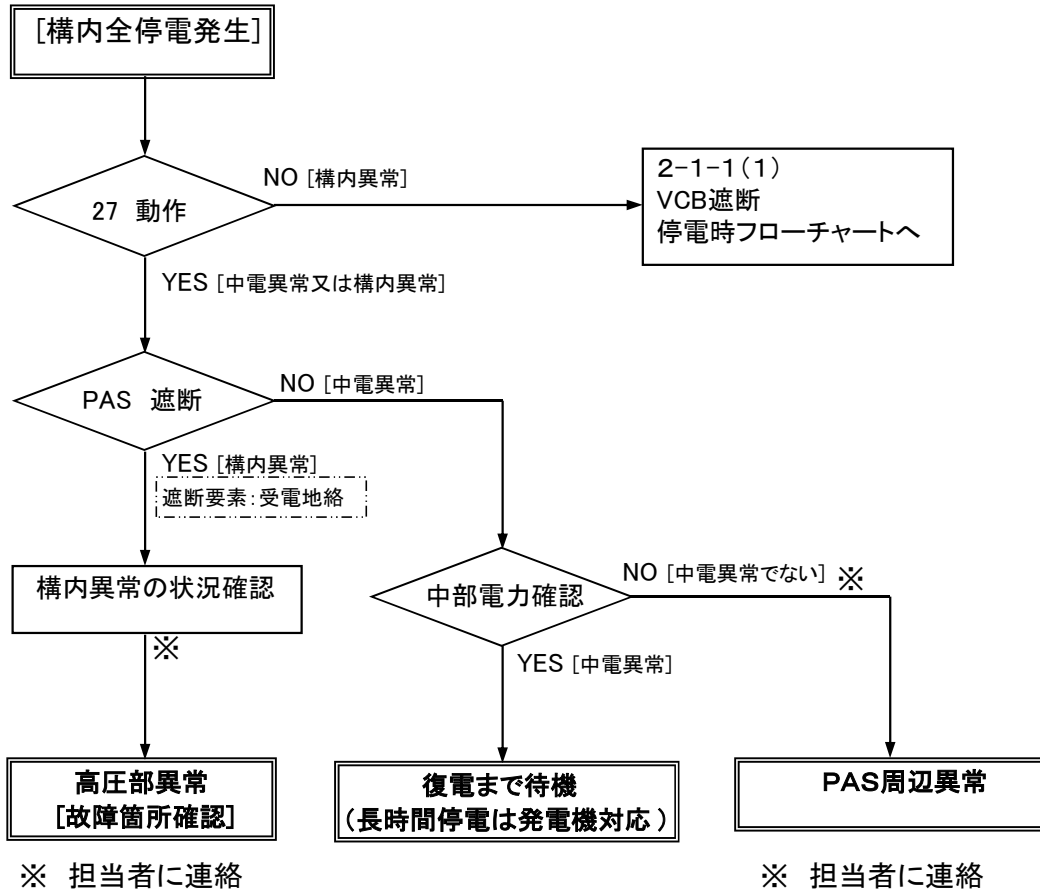 [構内全停電発生]
27 動作
NO [構内異常]
2-1-1(1)
VCB遮断
停電時フローチャートへ
YES [中電異常又は構内異常]
PAS 遮断
NO [中電異常]
YES [構内異常]
遮断要素:受電地絡
構内異常の状況確認
※
中部電力確認
NO [中電異常でない] ※
YES [中電異常]
高圧部異常
[故障箇所確認]
復電まで待機
(長時間停電は発電機対応)
PAS周辺異常
※ 担当者に連絡
※ 担当者に連絡